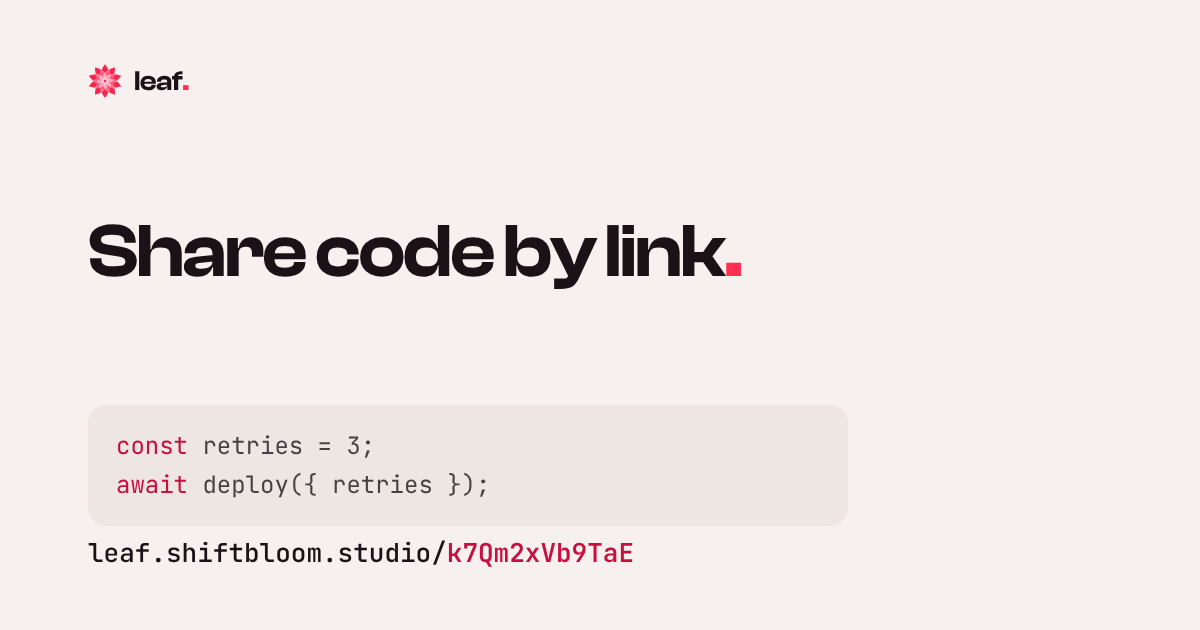 leaf.
Share code by link.
const retries = 3;
await deploy({ retries });
leaf.shiftbloom.studio/k7Qm2xVb9TaE